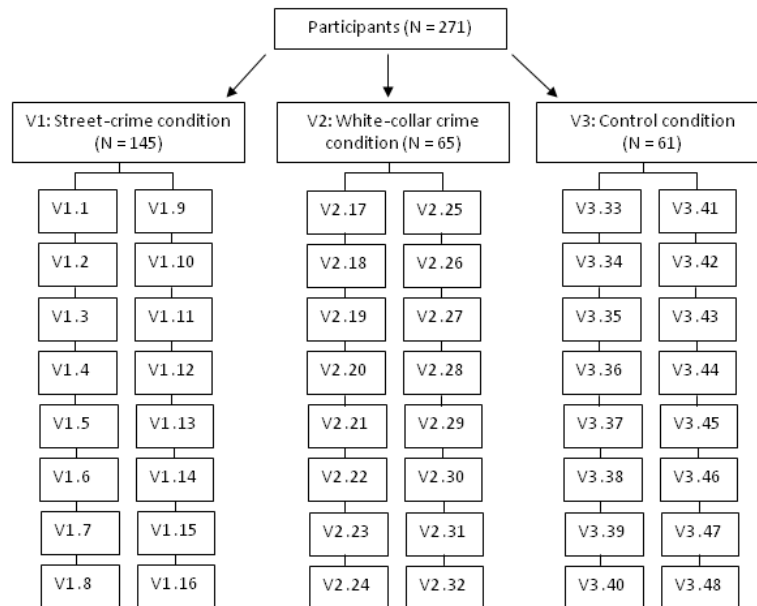 Participants (N = 271)
V1: Street-crime condition
(N = 145)
V2: White-collar crime
condition (N = 65)
V3: Control condition
(N = 61)
V1.1 V1.9 V2.17 V2.25 V3.33 V3.41
V1.2 V1.10 V2.18 V2.26 V3.34 V3.42
V1.3 V1.11 V2.19 V2.27 V3.35 V3.43
V1.4 V1.12 V2.20 V2.28 V3.36 V3.44
V1.5 V1.13 V2.21 V2.29 V3.37 V3.45
V1.6 V1.14 V2.22 V2.30 V3.38 V3.46
V1.7 V1.15 V2.23 V2.31 V3.39 V3.47
V1.8 V1.16 V2.24 V2.32 V3.40 V3.48